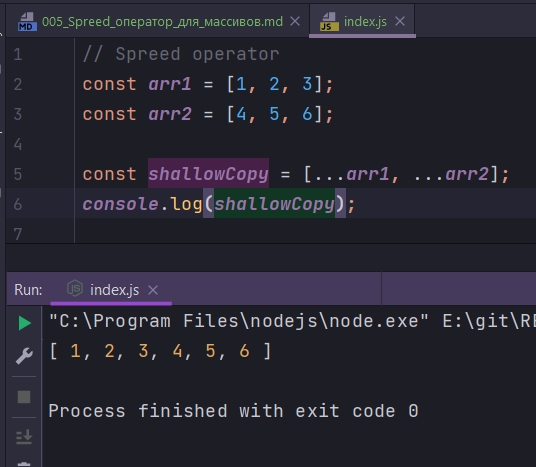 MD 005_Spreed_оператор_для_массивов.md JS index.js
1 // Spreed operator
2 const arr1 = [1, 2, 3];
3 const arr2 = [4, 5, 6];
4
5 const shallowCopy = [...arr1, ...arr2];
6 console.log(shallowCopy);
7
Run: JS index.js
"C:\Program Files\nodejs\node.exe" E:\git\RE
[ 1, 2, 3, 4, 5, 6 ]
Process finished with exit code 0